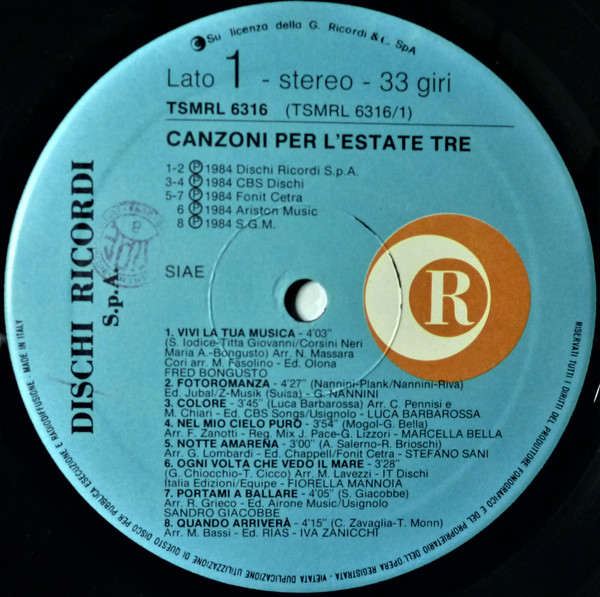 Su licenza della G. Ricordi & C. SpA
Lato 1 - stereo - 33 giri
TSMRL 6316 (TSMRL 6316/1)
CANZONI PER L'ESTATE TRE
1-2 Ⓟ 1984 Dischi Ricordi S.p.A.
3-4 Ⓟ 1984 CBS Dischi
5-7 Ⓟ 1984 Fonit Cetra
6 Ⓟ 1984 Ariston Music
8 Ⓟ 1984 S.G.M.
DISCHI RICORDI
S.p.A.
SIAE
R
1. VIVI LA TUA MUSICA - 4'03"
(S. Iodice-Titta Giovanni/Corsini Neri
Maria A.-Bongusto) Arr. N. Massara
Cori arr. M. Fasolino - Ed. Olona
FRED BONGUSTO
2. FOTOROMANZA - 4'27" (Nannini-Plank/Nannini-Riva)
Ed. Jubal/Z-Musik (Suisa) - G. NANNINI
3. COLORE - 3'45" (Luca Barbarossa) Arr. C. Pennisi e
M. Chiari - Ed. CBS Songs/Usignolo - LUCA BARBAROSSA
4. NEL MIO CIELO PURO - 3'54" (Mogol-G. Bella)
Arr. F. Zanotti - Reg. Mix J. Pace-G. Lizzori - MARCELLA BELLA
5. NOTTE AMAREÑA - 3'00" (A. Salerno-R. Brioschi)
Arr. G. Lombardi - Ed. Chappell/Fonit Cetra - STEFANO SANI
6. OGNI VOLTA CHE VEDO IL MARE - 3'28"
(G. Chiocchio-T. Cicco) Arr. M. Lavezzi - IT Dischi
Italia Edizioni/Equipe - FIORELLA MANNOIA
7. PORTAMI A BALLARE - 4'05" (S. Giacobbe)
Arr. R. Grieco - Ed. Airone Music/Usignolo
SANDRO GIACOBBE
8. QUANDO ARRIVERÀ - 4'15" (C. Zavaglia-T. Monn)
Arr. M. Bassi - Ed. RIAS - IVA ZANICCHI
RISERVATI TUTTI I DIRITTI DEL PRODUTTORE FONOGRAFICO E DEL PROPRIETARIO DELL'OPERA REGISTRATA - VIETATA DUPLICAZIONE UTILIZZAZIONE DI QUESTO DISCO PER PUBBLICA ESECUZIONE E RADIODIFFUSIONE. MADE IN ITALY